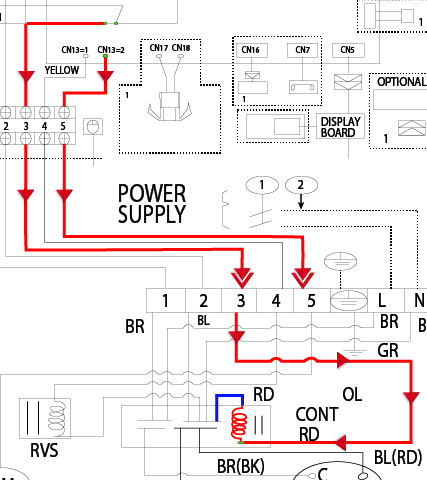 1
CN13=1
CN13=2
CN17
CN18
CN16
CN7
CN5
YELLOW
OPTIONAL
1
1
2
3
4
5
DISPLAY
BOARD
1
POWER
SUPPLY
1
2
1
2
3
4
5
L
N
BR
BL
BR
B
GR
RD
OL
CONT
RD
RVS
BL(RD)
BR(BK)
C